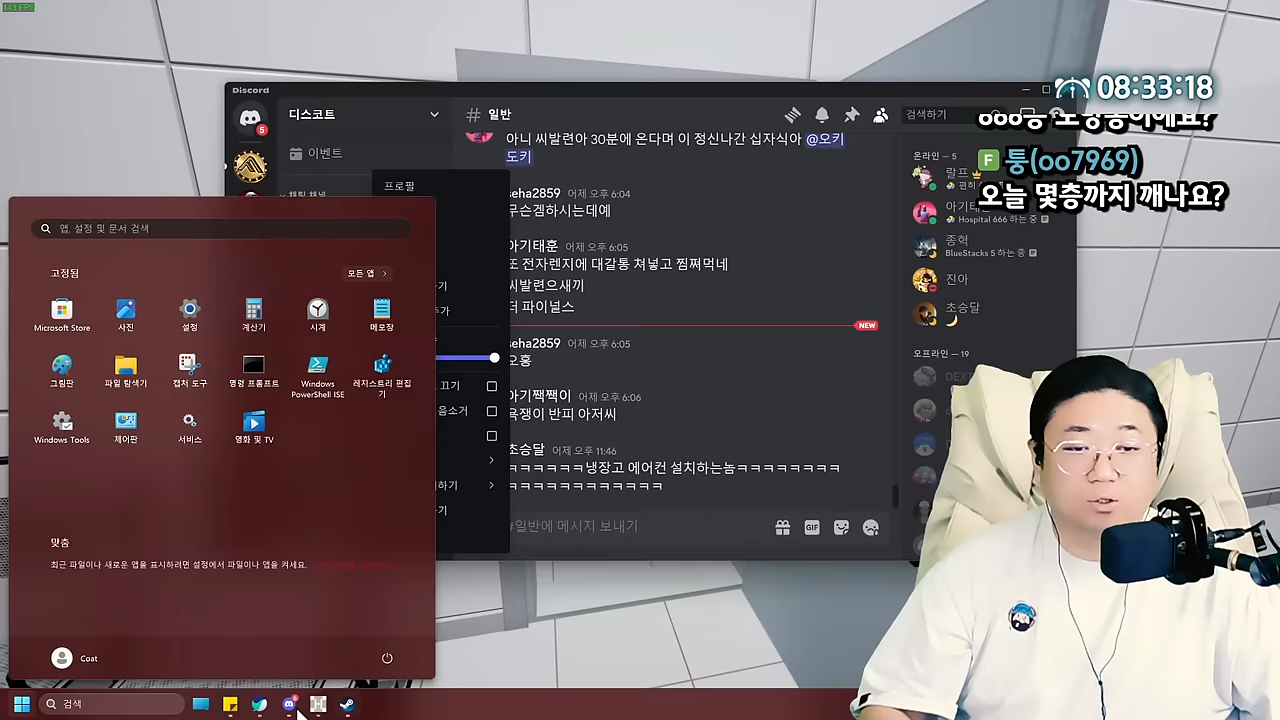 Discord
디스코트
# 일반
검색하기
08:33:18
5
이벤트
아니 씨발련아 30분에 온다며 이 정신나간 십자식아 @오키
도키
온라인 — 5
랄프
퉁(oo7969)
오늘 몇층까지 깨나요?
프로필
seha2859 어제 오후 6:04
무슨겜하시는데예
Hospital 666 하는 중
아기태훈 어제 오후 6:05
또 전자렌지에 대갈통 쳐넣고 찜쪄먹네
씨발련으새끼
더 파이널스
종혁
BlueStacks 5 하는 중
진아
초승달
NEW
seha2859 어제 오후 6:05
오홍
오프라인 — 19
아기짹짹이 어제 오후 6:06
욕쟁이 반피 아저씨
초승달 어제 오후 11:46
ㅋㅋㅋㅋㅋㅋ냉장고 에어컨 설치하는놈ㅋㅋㅋㅋㅋㅋㅋㅋ
ㅋㅋㅋㅋㅋㅋㅋㅋㅋㅋㅋㅋ
#일반에 메시지 보내기
GIF
끄기
음소거
하기
앱, 설정 및 문서 검색
고정됨
모든 앱
Microsoft Store
사진
설정
계산기
시계
메모장
그림판
파일 탐색기
캡처 도구
명령 프롬프트
Windows PowerShell ISE
레지스트리 편집기
Windows Tools
제어판
서비스
영화 및 TV
맞춤
최근 파일이나 새로운 앱을 표시하려면 설정에서 파일이나 앱을 켜세요.
Coat
검색